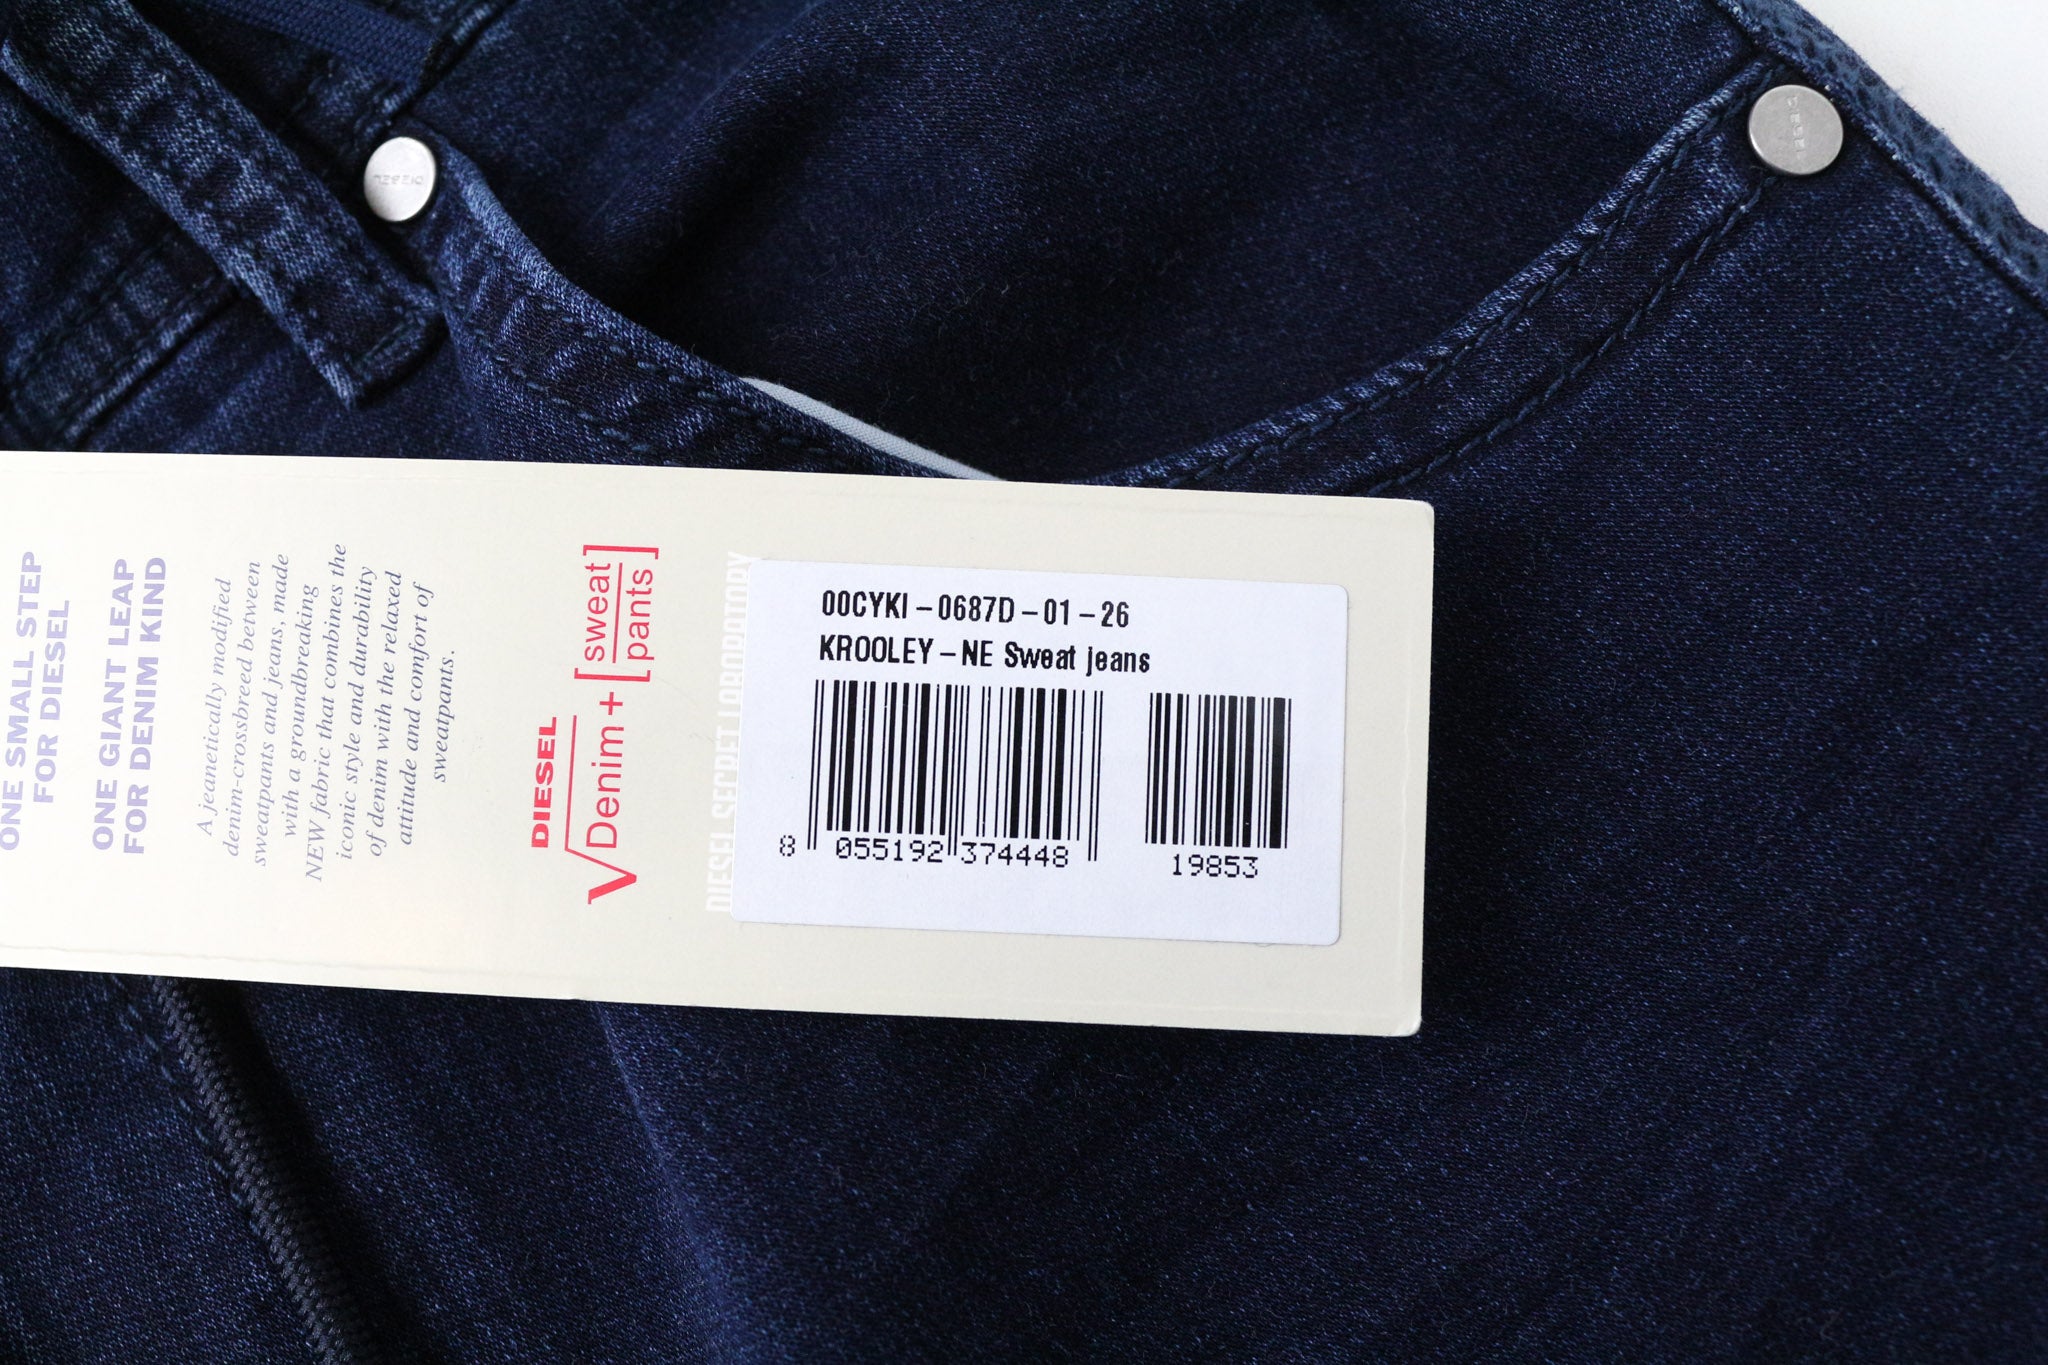 DIESEL
DIESEL
ONE SMALL STEP
FOR DIESEL
ONE GIANT LEAP
FOR DENIM KIND
A jeanetically modified
denim-crossbreed between
sweatpants and jeans, made
with a groundbreaking
NEW fabric that combines the
iconic style and durability
of denim with the relaxed
attitude and comfort of
sweatpants.
DIESEL
√Denim + [sweat
pants]
DIESEL SECRET LABORATORY
00CYKI-0687D-01-26
KROOLEY-NE Sweat jeans
8 055192 374448
19853